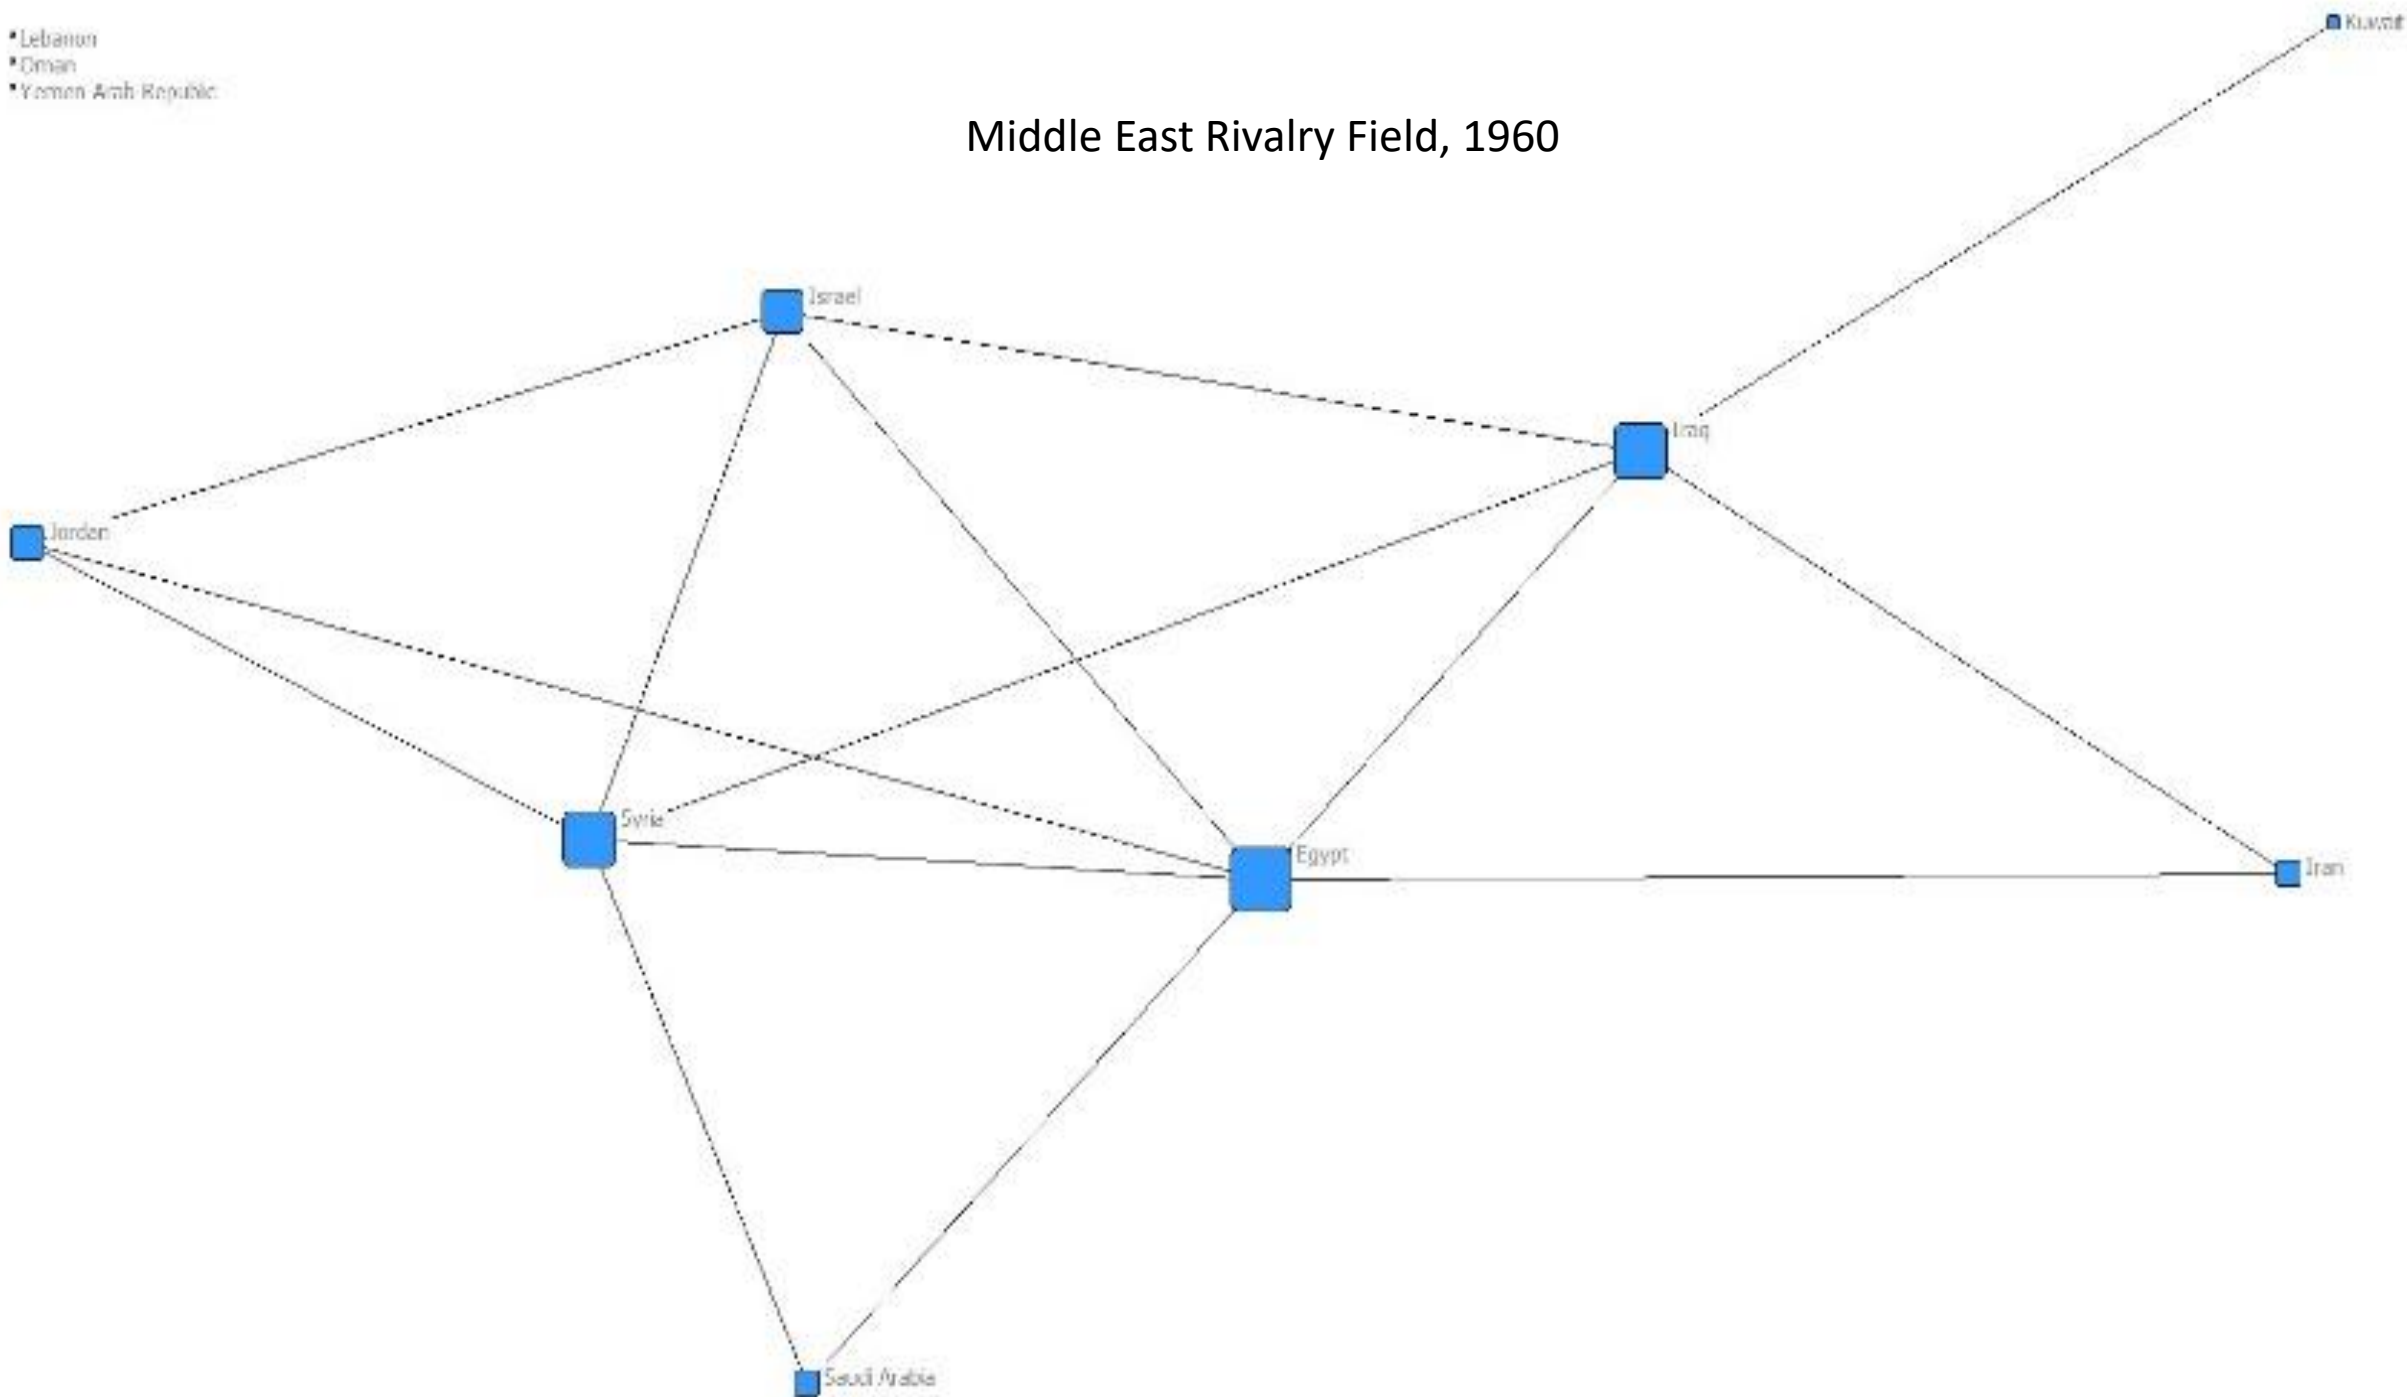 Lebanon
Oman
Yemen Arab Republic
Kuwait
Middle East Rivalry Field, 1960
Israel
Iraq
Jordan
Syria
Egypt
Iran
Saudi Arabia